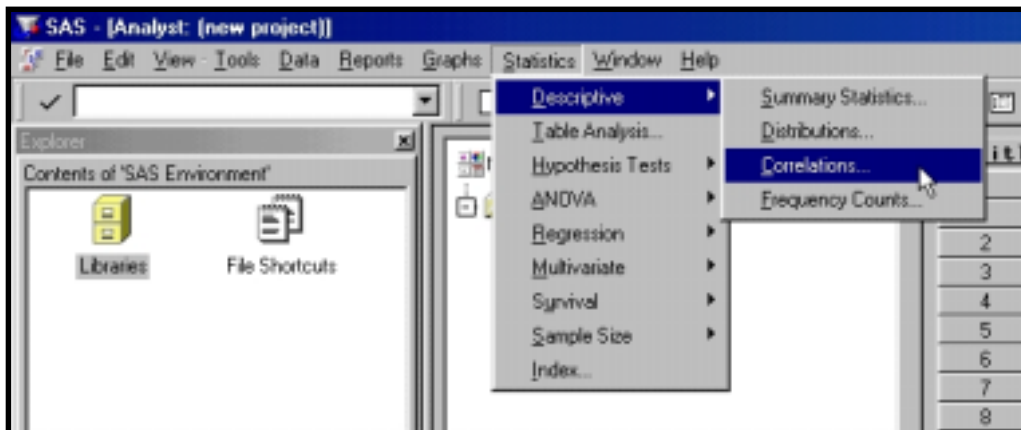 SAS - [Analyst: (new project)]
File Edit View Tools Data Reports Graphs Statistics Window Help
Explorer
Contents of 'SAS Environment'
Libraries
File Shortcuts
Descriptive
Table Analysis...
Hypothesis Tests
ANOVA
Regression
Multivariate
Survival
Sample Size
Index...
Summary Statistics...
Distributions...
Correlations...
Frequency Counts...
2
3
4
5
6
7
8